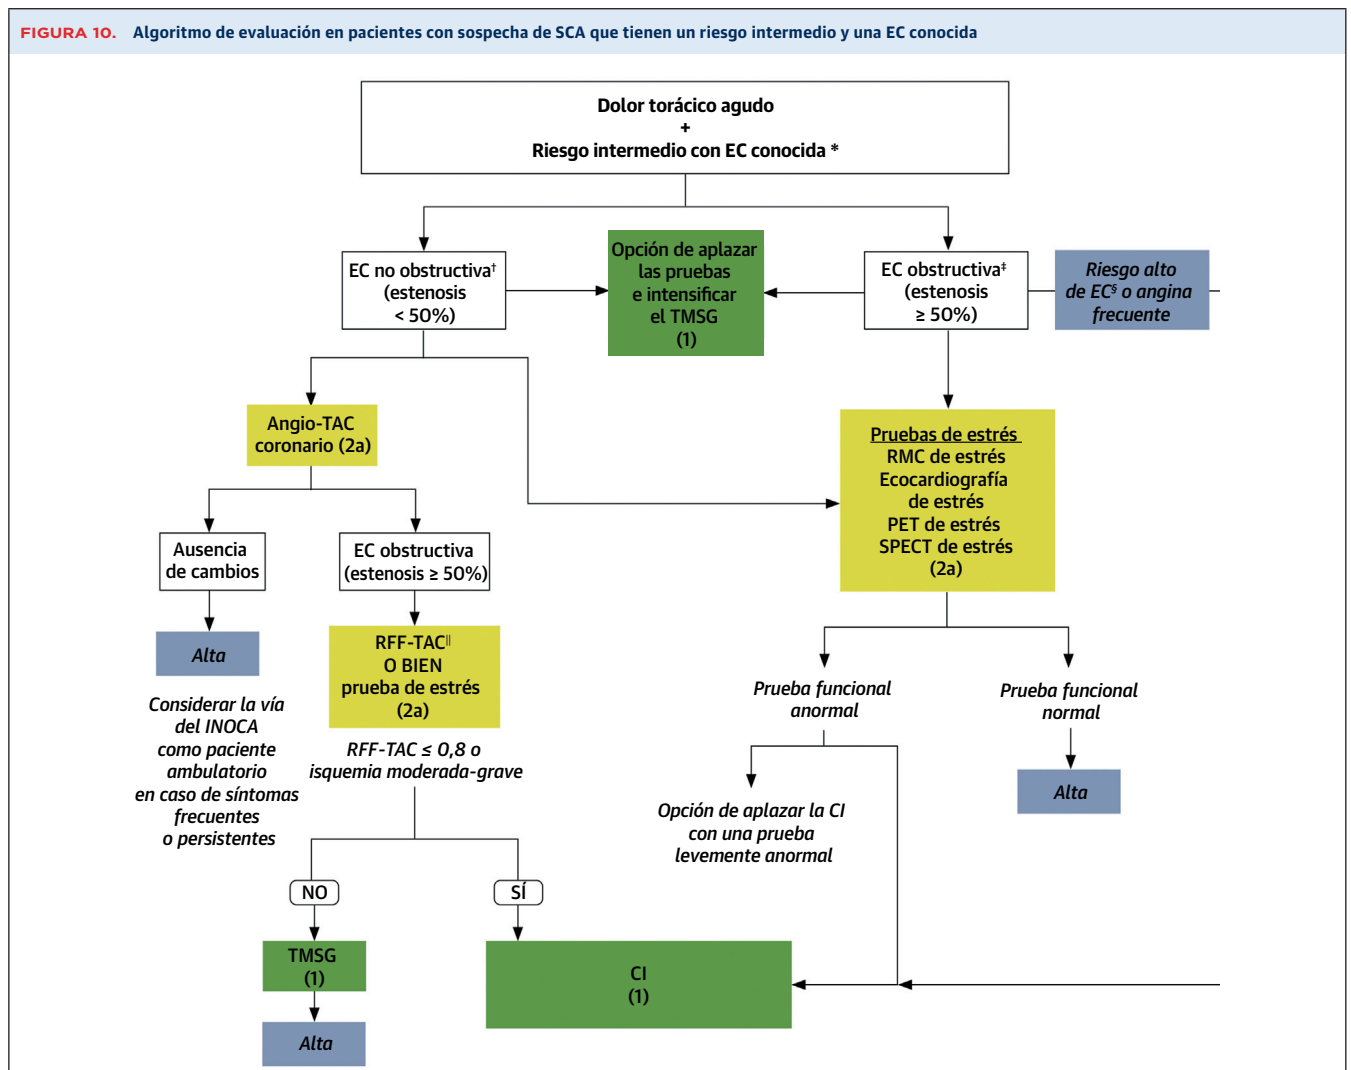 FIGURA 10. Algoritmo de evaluación en pacientes con sospecha de SCA que tienen un riesgo intermedio y una EC conocida
Dolor torácico agudo
+
Riesgo intermedio con EC conocida *
EC no obstructiva†
(estenosis
< 50%)
Opción de aplazar
las pruebas
e intensificar
el TMSG
(1)
EC obstructiva‡
(estenosis
≥ 50%)
Riesgo alto
de EC§ o angina
frecuente
Angio-TAC
coronario (2a)
Pruebas de estrés
RMC de estrés
Ecocardiografía
de estrés
PET de estrés
SPECT de estrés
(2a)
Ausencia
de cambios
EC obstructiva
(estenosis ≥ 50%)
Alta
Considerar la vía
del INOCA
como paciente
ambulatorio
en caso de síntomas
frecuentes
o persistentes
RFF-TAC||
O BIEN
prueba de estrés
(2a)
RFF-TAC ≤ 0,8 o
isquemia moderada-grave
Prueba funcional
anormal
Prueba funcional
normal
Opción de aplazar la CI
con una prueba
levemente anormal
Alta
NO
SÍ
TMSG
(1)
CI
(1)
Alta